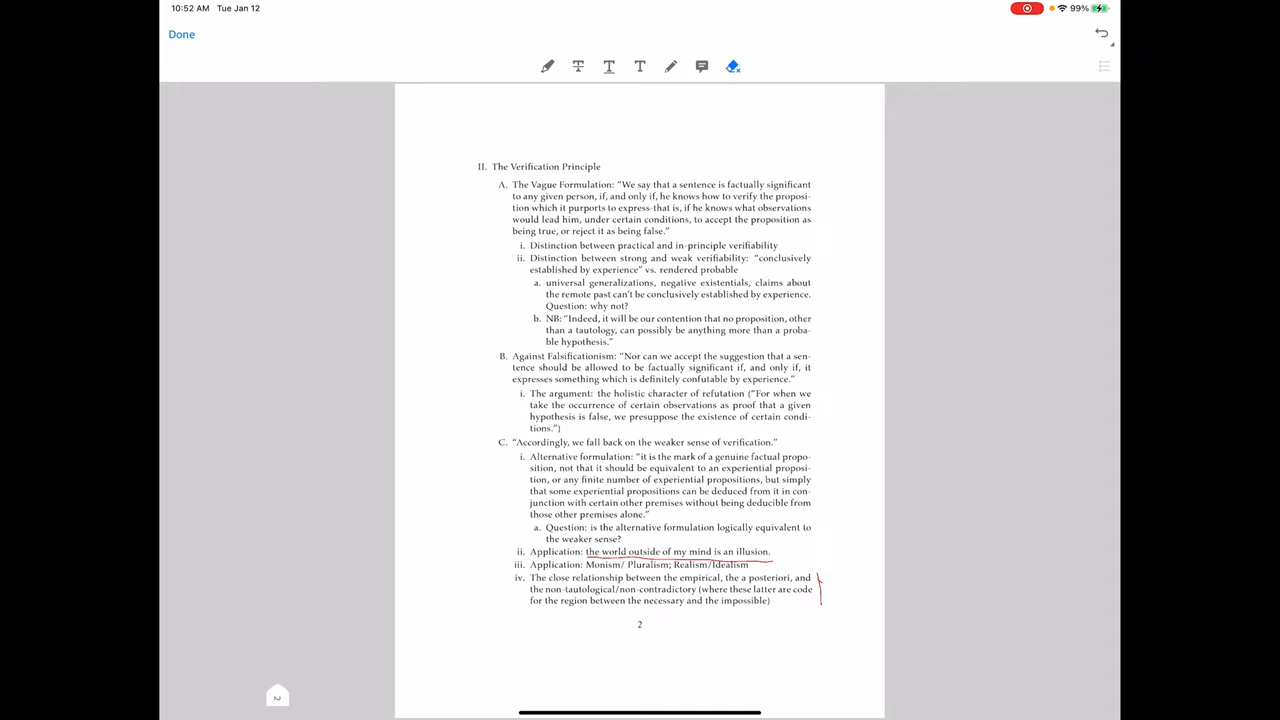 10:52 AM Tue Jan 12
99%
Done
II. The Verification Principle
A. The Vague Formulation: “We say that a sentence is factually significant
to any given person, if, and only if, he knows how to verify the proposi-
tion which it purports to express-that is, if he knows what observations
would lead him, under certain conditions, to accept the proposition as
being true, or reject it as being false.”
i. Distinction between practical and in-principle verifiability
ii. Distinction between strong and weak verifiability: “conclusively
established by experience” vs. rendered probable
a. universal generalizations, negative existentials, claims about
the remote past can’t be conclusively established by experience.
Question: why not?
b. NB: “Indeed, it will be our contention that no proposition, other
than a tautology, can possibly be anything more than a proba-
ble hypothesis.”
B. Against Falsificationism: “Nor can we accept the suggestion that a sen-
tence should be allowed to be factually significant if, and only if, it
expresses something which is definitely confutable by experience.”
i. The argument: the holistic character of refutation (“For when we
take the occurrence of certain observations as proof that a given
hypothesis is false, we presuppose the existence of certain condi-
tions.”)
C. “Accordingly, we fall back on the weaker sense of verification.”
i. Alternative formulation: “it is the mark of a genuine factual propo-
sition, not that it should be equivalent to an experiential proposi-
tion, or any finite number of experiential propositions, but simply
that some experiential propositions can be deduced from it in con-
junction with certain other premises without being deducible from
those other premises alone.”
a. Question: is the alternative formulation logically equivalent to
the weaker sense?
ii. Application: the world outside of my mind is an illusion.
iii. Application: Monism/ Pluralism; Realism/Idealism
iv. The close relationship between the empirical, the a posteriori, and
the non-tautological/non-contradictory (where these latter are code
for the region between the necessary and the impossible)
2
2